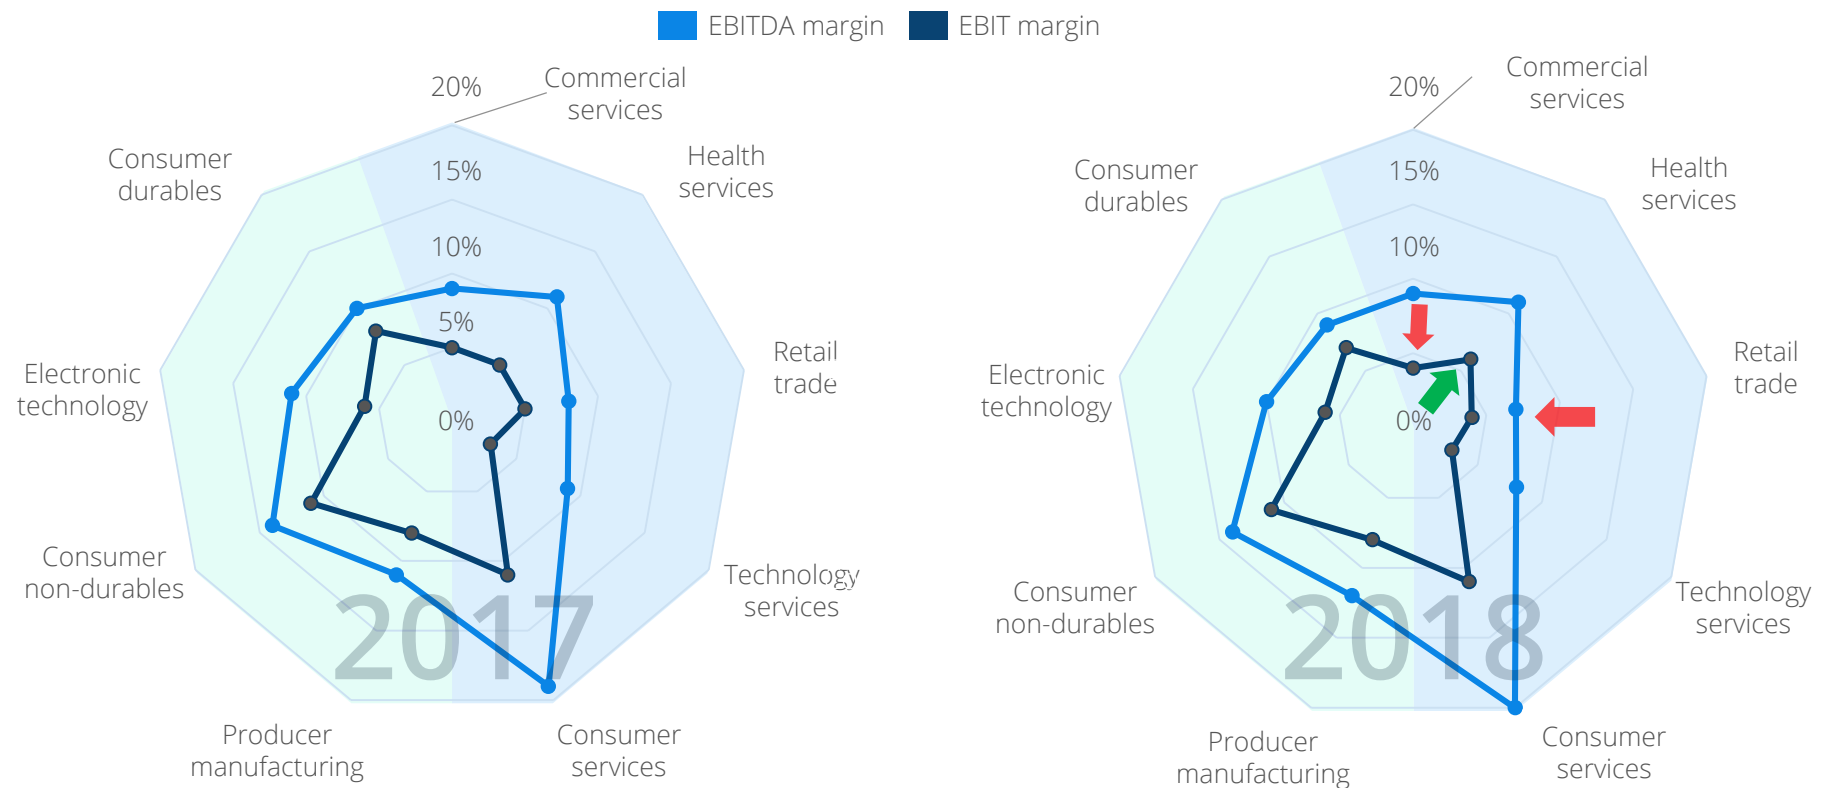 EBITDA margin
EBIT margin
20%
Commercial
services
15%
Health
services
Consumer
durables
10%
5%
Retail
trade
Electronic
technology
0%
Technology
services
Consumer
non-durables
2017
Producer
manufacturing
Consumer
services
20%
Commercial
services
15%
Health
services
Consumer
durables
10%
Retail
trade
Electronic
technology
0%
Technology
services
Consumer
non-durables
2018
Producer
manufacturing
Consumer
services